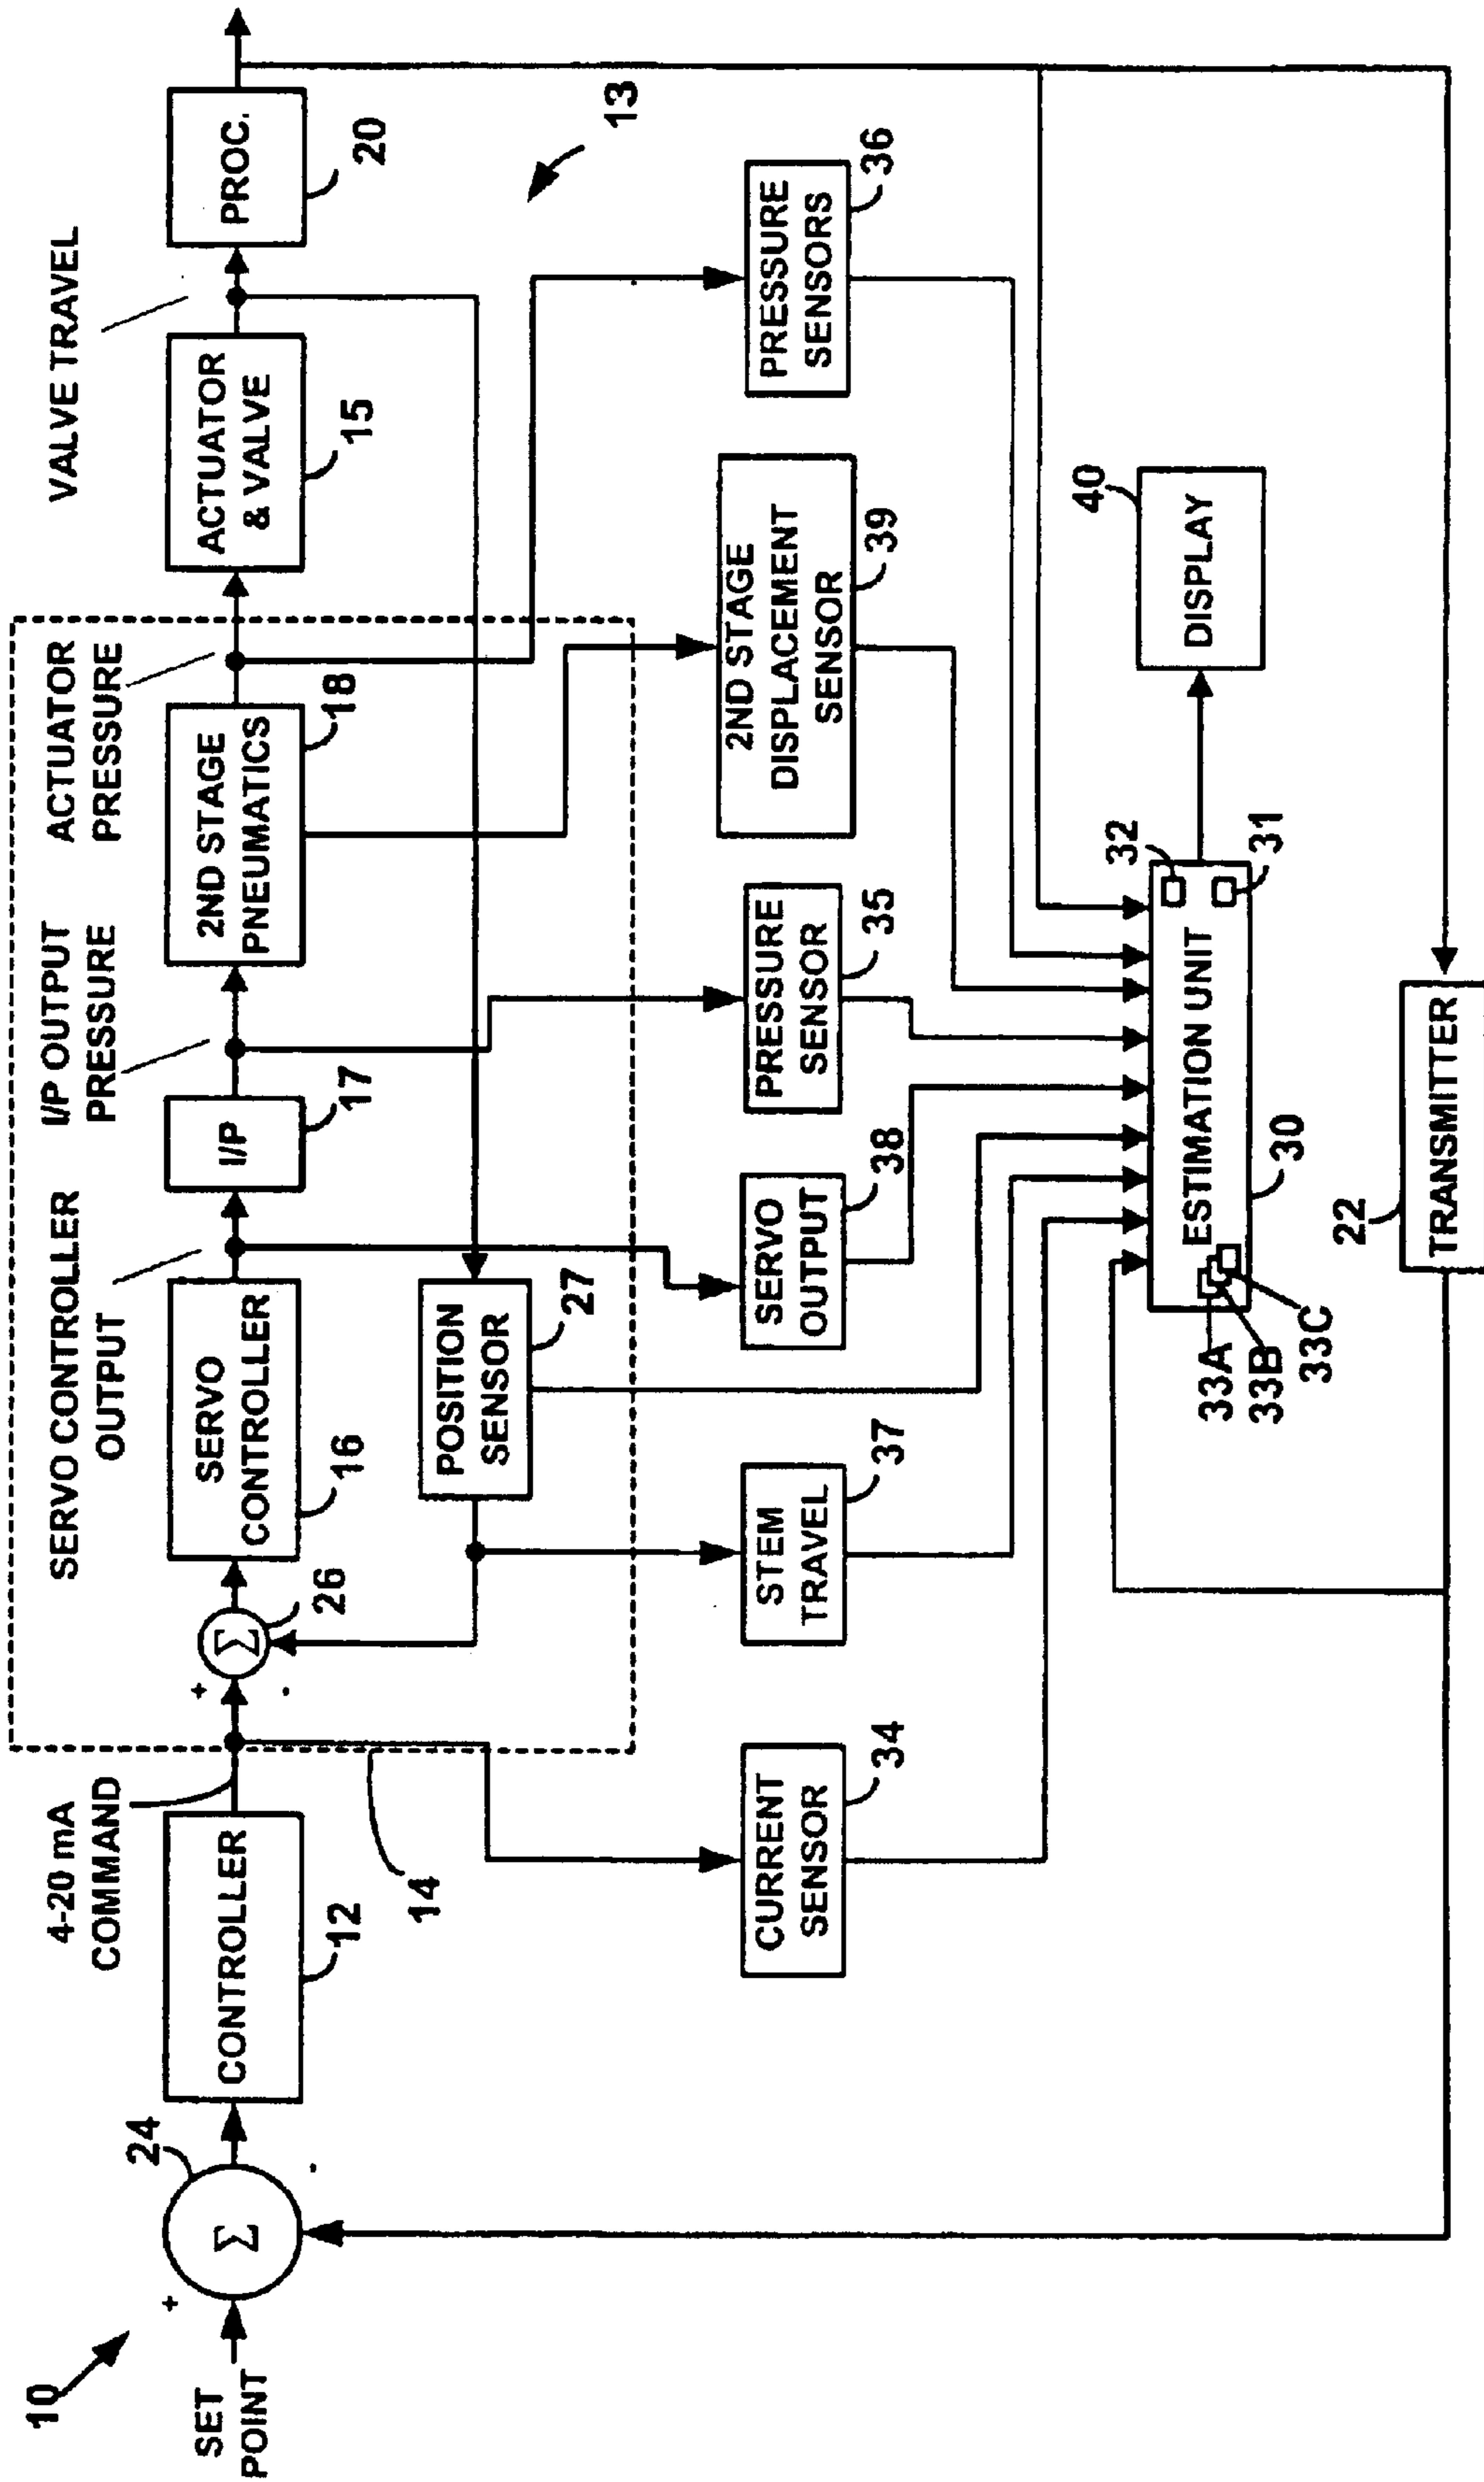 10
SET
POINT
+
Σ
24
-
CONTROLLER
12
4-20 mA
COMMAND
14
+
-
Σ
26
SERVO CONTROLLER
OUTPUT
SERVO
CONTROLLER
16
I/P
17
I/P OUTPUT
PRESSURE
2ND STAGE
PNEUMATICS
18
ACTUATOR
PRESSURE
ACTUATOR
& VALVE
15
VALVE TRAVEL
PROC.
20
13
POSITION
SENSOR
27
CURRENT
SENSOR
34
STEM
TRAVEL
37
SERVO
OUTPUT
38
PRESSURE
SENSOR
35
2ND STAGE
DISPLACEMENT
SENSOR
39
PRESSURE
SENSORS
36
ESTIMATION UNIT
30
33A
33B
33C
32
31
DISPLAY
40
TRANSMITTER
22